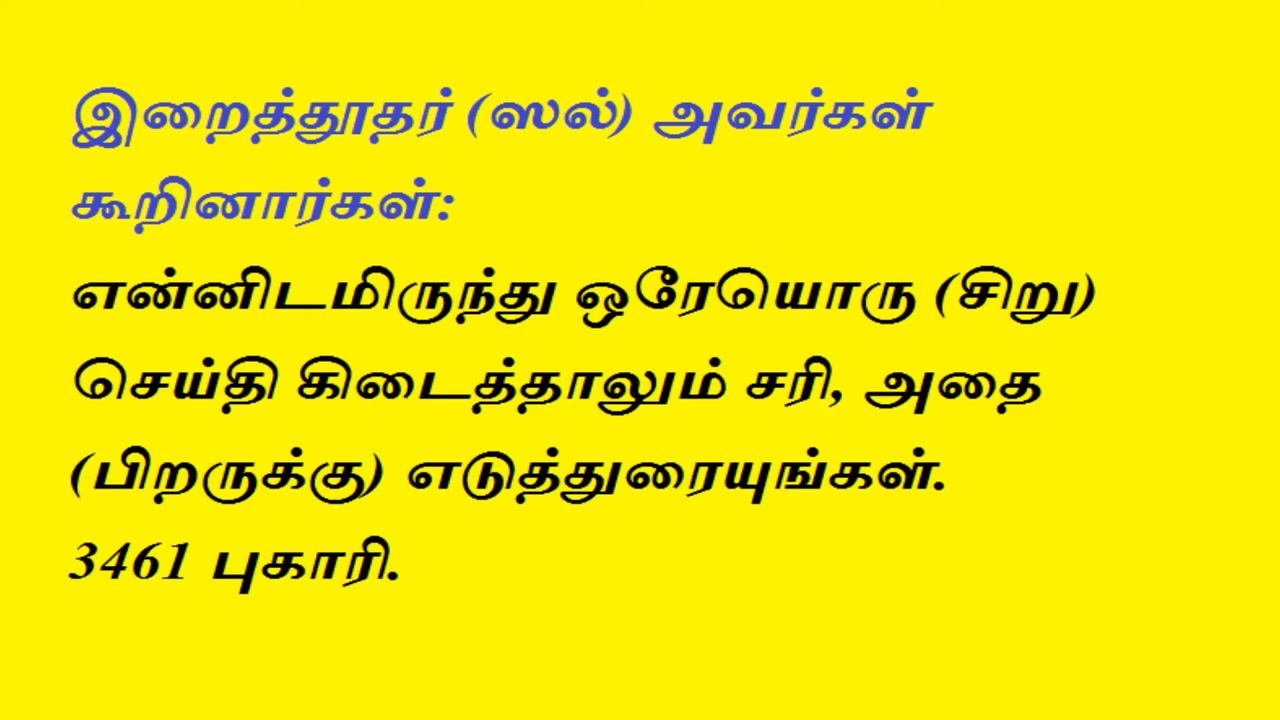 இறைத்தூதர் (ஸல்) அவர்கள்
கூறினார்கள்:
என்னிடமிருந்து ஒரேயொரு (சிறு)
செய்தி கிடைத்தாலும் சரி, அதை
(பிறருக்கு) எடுத்துரையுங்கள்.
3461 புகாரி.